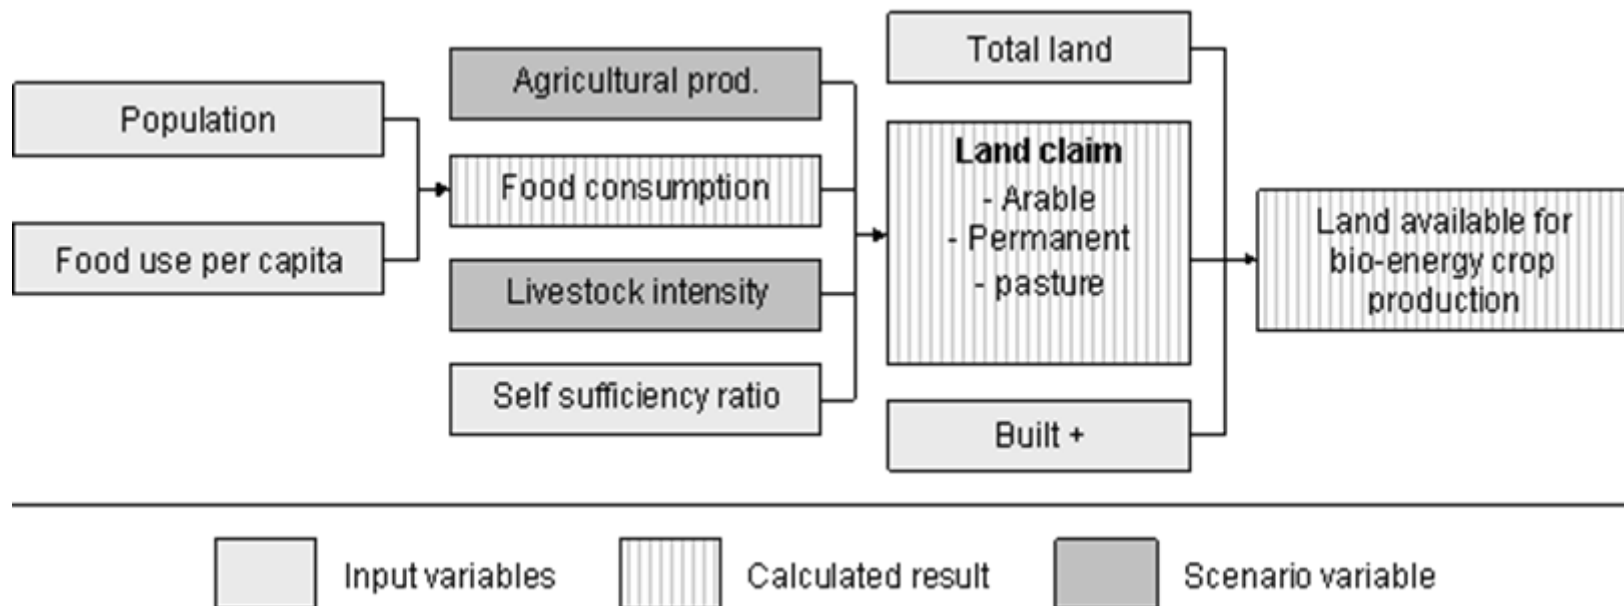 Population
Food use per capita
Agricultural prod.
Food consumption
Livestock intensity
Self sufficiency ratio
Total land
Land claim
- Arable
- Permanent
- pasture
Built +
Land available for
bio-energy crop
production
Input variables
Calculated result
Scenario variable